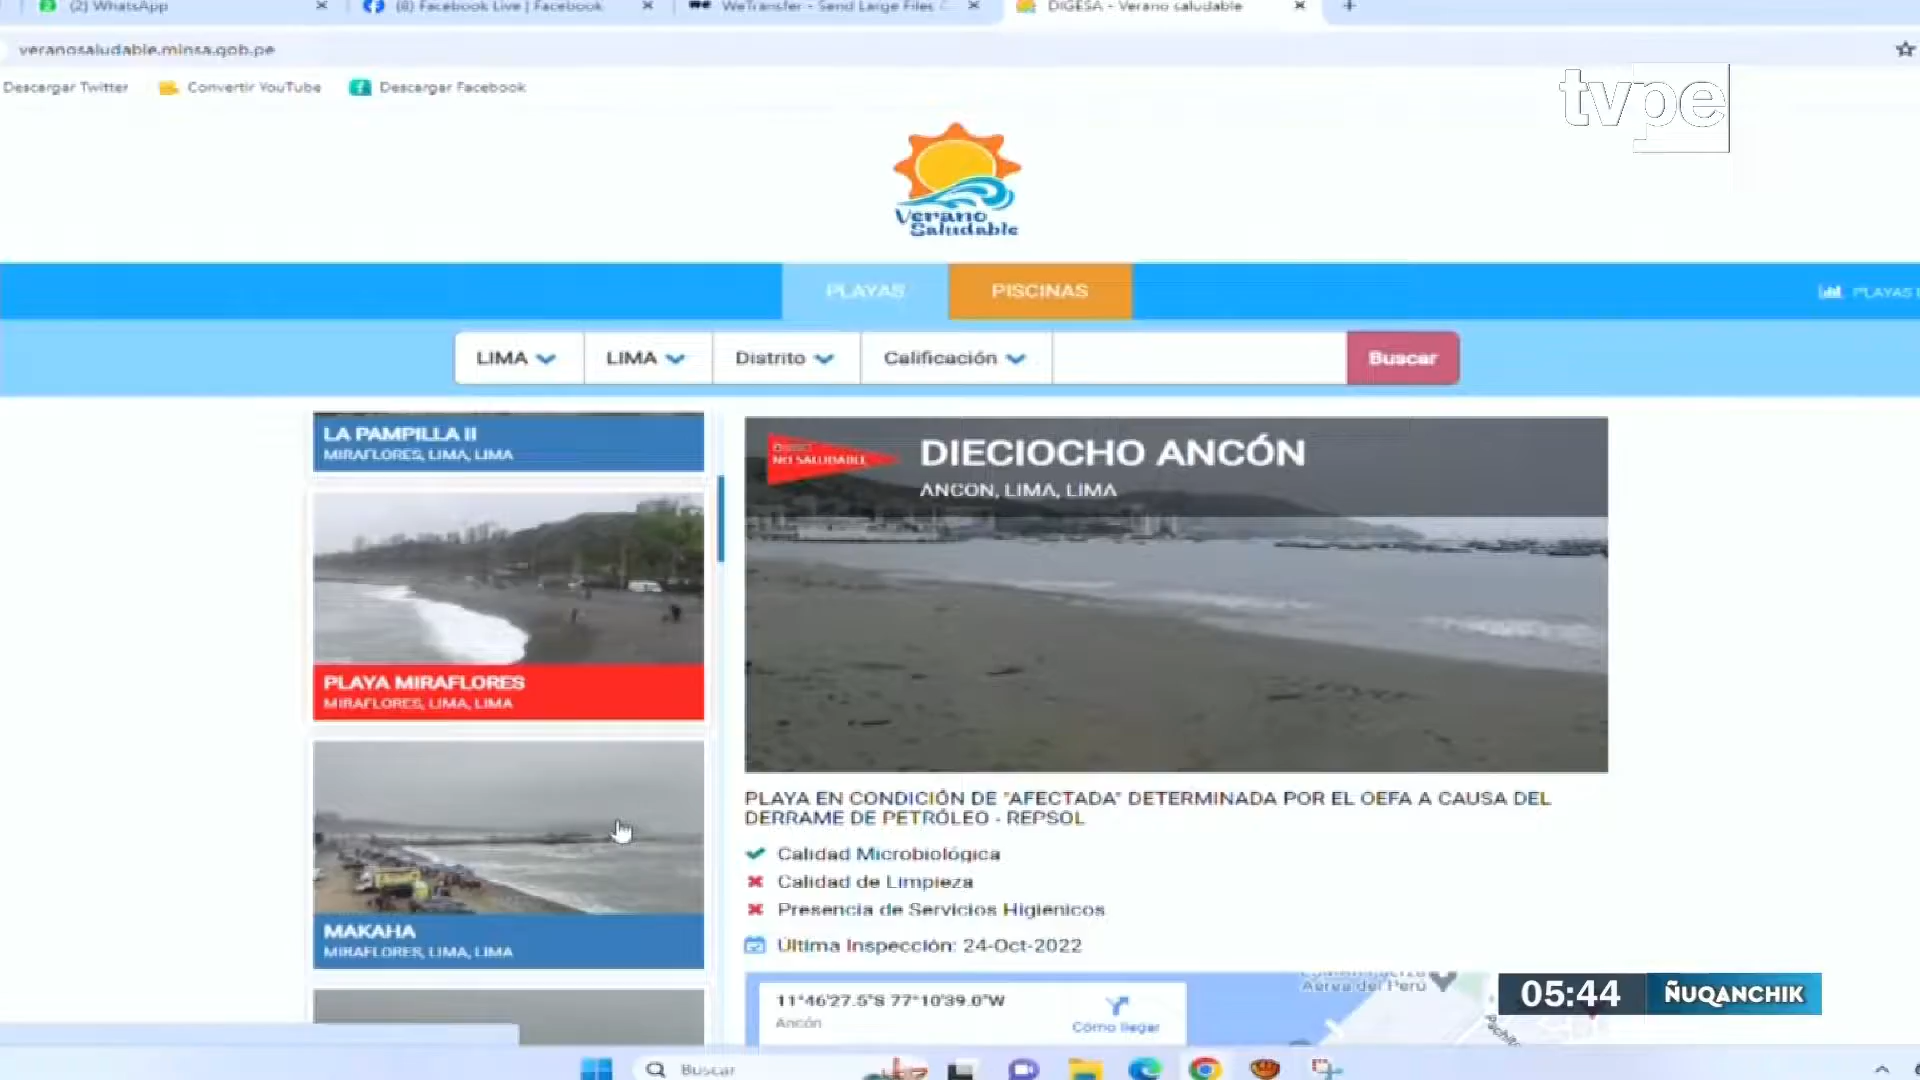 (2) WhatsApp
(8) Facebook Live | Facebook
WeTransfer - Send Large Files
DIGESA - Verano saludable
veranosaludable.minsa.gob.pe
Descargar Twitter
Convertir YouTube
Descargar Facebook
tvpe
Verano
Saludable
PLAYAS
PISCINAS
PLAYAS
LIMA
LIMA
Distrito
Calificación
Buscar
LA PAMPILLA II
MIRAFLORES, LIMA, LIMA
PLAYA MIRAFLORES
MIRAFLORES, LIMA, LIMA
MAKAHA
MIRAFLORES, LIMA, LIMA
NO SALUDABLE
DIECIOCHO ANCÓN
ANCON, LIMA, LIMA
PLAYA EN CONDICIÓN DE "AFECTADA" DETERMINADA POR EL OEFA A CAUSA DEL
DERRAME DE PETRÓLEO - REPSOL
Calidad Microbiológica
Calidad de Limpieza
Presencia de Servicios Higienicos
Última Inspección: 24-Oct-2022
11°46'27.5"S 77°10'39.0"W
Ancón
Cómo llegar
Aérea del Perú
05:44
ÑUQANCHIK
Buscar